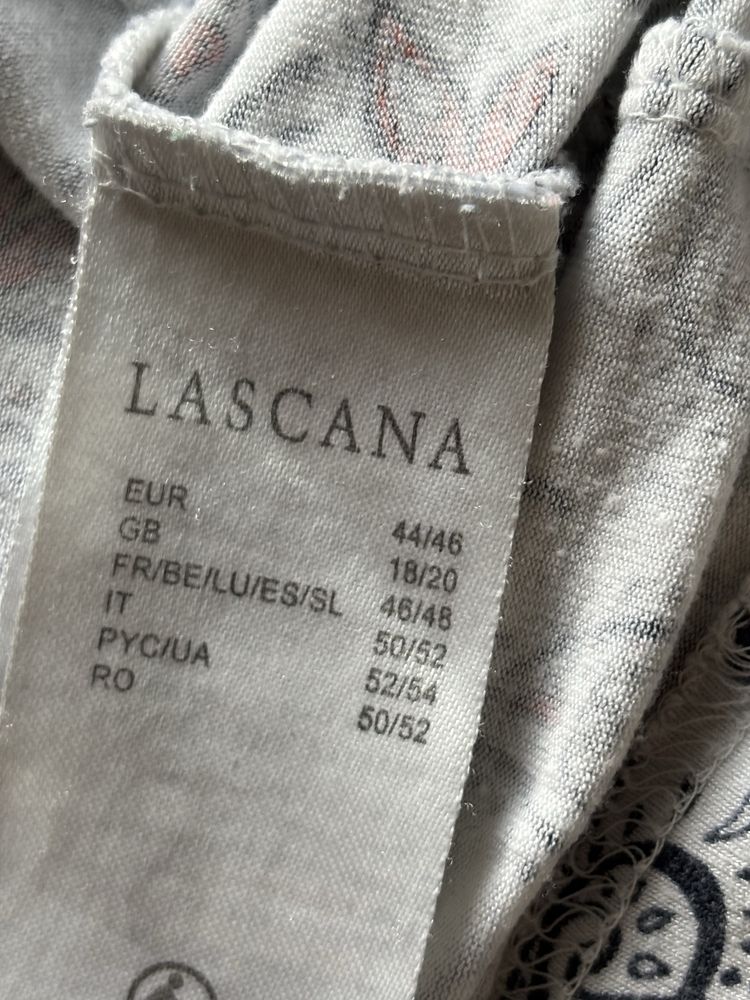 LASCANA
EUR 44/46
GB 18/20
FR/BE/LU/ES/SL 46/48
IT 50/52
PYC/UA 52/54
RO 50/52